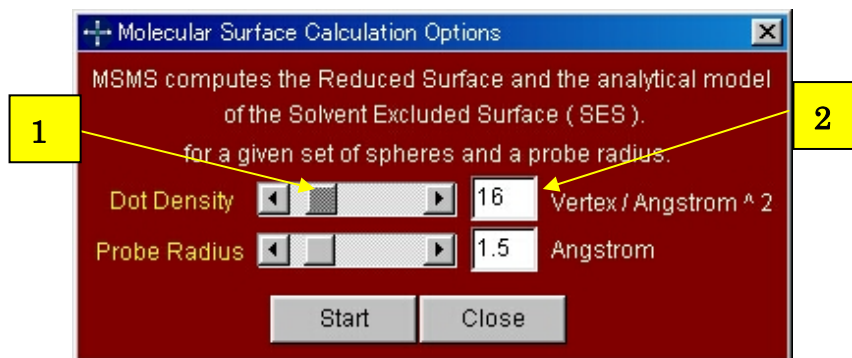 Molecular Surface Calculation Options
MSMS computes the Reduced Surface and the analytical model
of the Solvent Excluded Surface ( SES ).
for a given set of spheres and a probe radius.
1
2
Dot Density 16 Vertex / Angstrom ^ 2
Probe Radius 1.5 Angstrom
Start Close